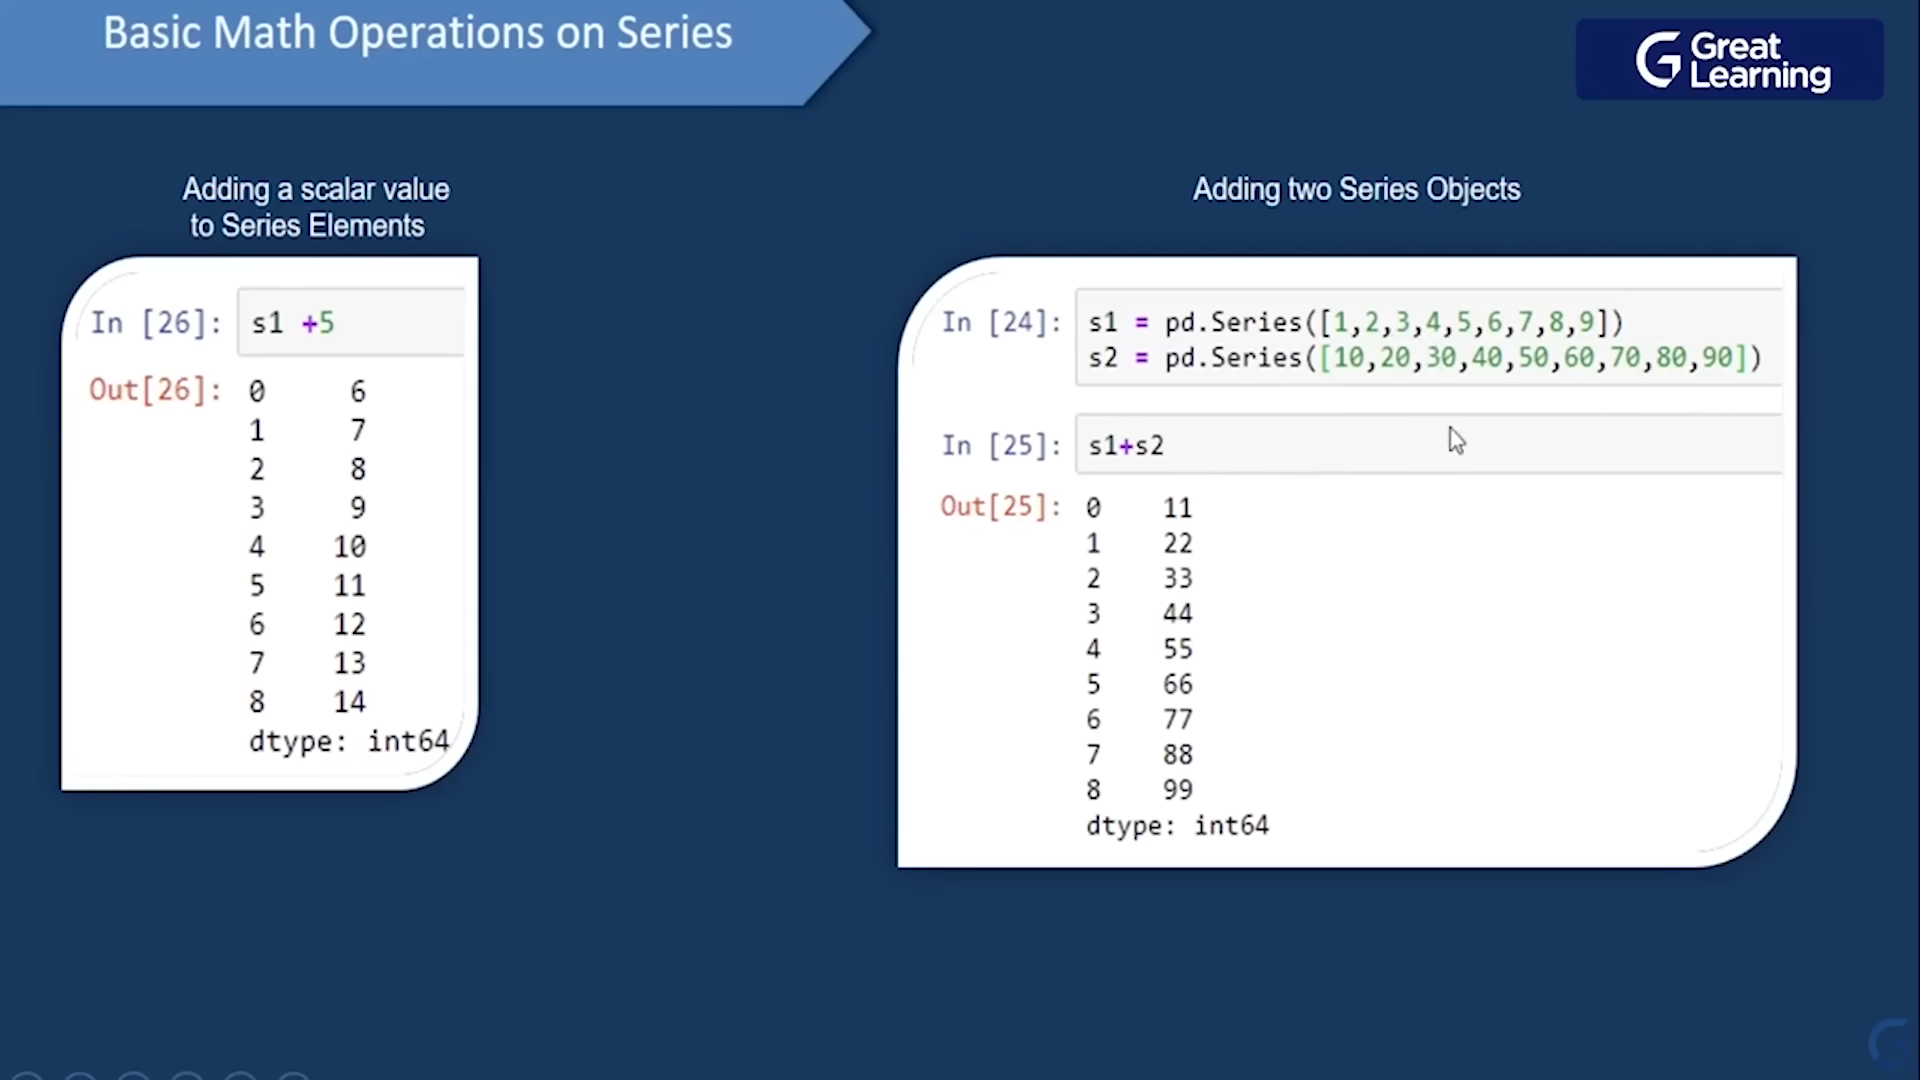 Basic Math Operations on Series
Great
Learning
Adding a scalar value
to Series Elements
In [26]: s1 +5
Out[26]: 0 6
1 7
2 8
3 9
4 10
5 11
6 12
7 13
8 14
dtype: int64
Adding two Series Objects
In [24]: s1 = pd.Series([1,2,3,4,5,6,7,8,9])
s2 = pd.Series([10,20,30,40,50,60,70,80,90])
In [25]: s1+s2
Out[25]: 0 11
1 22
2 33
3 44
4 55
5 66
6 77
7 88
8 99
dtype: int64